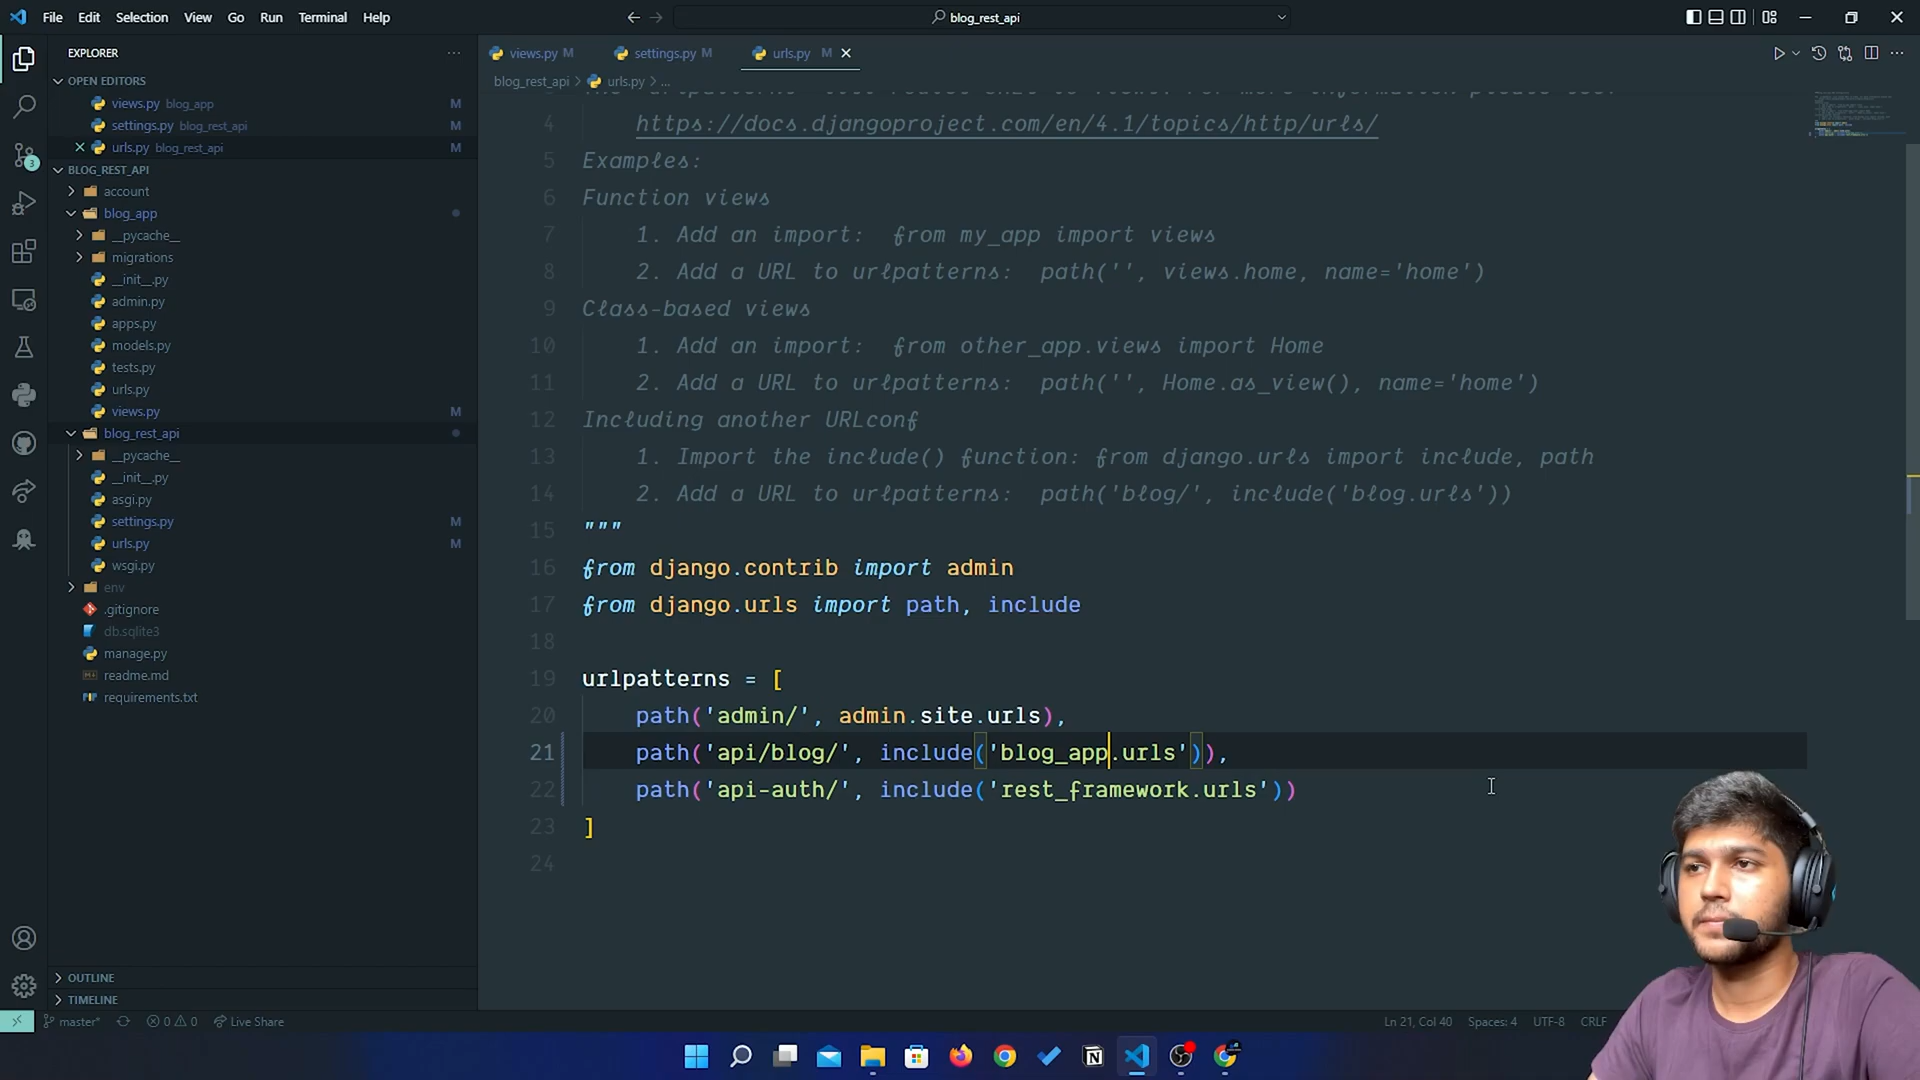 File Edit Selection View Go Run Terminal Help
blog_rest_api
EXPLORER
OPEN EDITORS
views.py blog_app M
settings.py blog_rest_api M
urls.py blog_rest_api M
BLOG_REST_API
account
blog_app
__pycache__
migrations
__init__.py
admin.py
apps.py
models.py
tests.py
urls.py
views.py M
blog_rest_api
__pycache__
__init__.py
asgi.py
settings.py M
urls.py M
wsgi.py
env
.gitignore
db.sqlite3
manage.py
readme.md
requirements.txt
OUTLINE
TIMELINE
3
views.py M settings.py M urls.py M
blog_rest_api > urls.py > ...
4 https://docs.djangoproject.com/en/4.1/topics/http/urls/
5 Examples:
6 Function views
7 1. Add an import:  from my_app import views
8 2. Add a URL to urlpatterns:  path('', views.home, name='home')
9 Class-based views
10 1. Add an import:  from other_app.views import Home
11 2. Add a URL to urlpatterns:  path('', Home.as_view(), name='home')
12 Including another URLconf
13 1. Import the include() function: from django.urls import include, path
14 2. Add a URL to urlpatterns:  path('blog/', include('blog.urls'))
15 """
16 from django.contrib import admin
17 from django.urls import path, include
18
19 urlpatterns = [
20 path('admin/', admin.site.urls),
21 path('api/blog/', include('blog_app.urls')),
22 path('api-auth/', include('rest_framework.urls'))
23 ]
24
master* 0 0 Live Share Ln 21, Col 40 Spaces: 4 UTF-8 CRLF